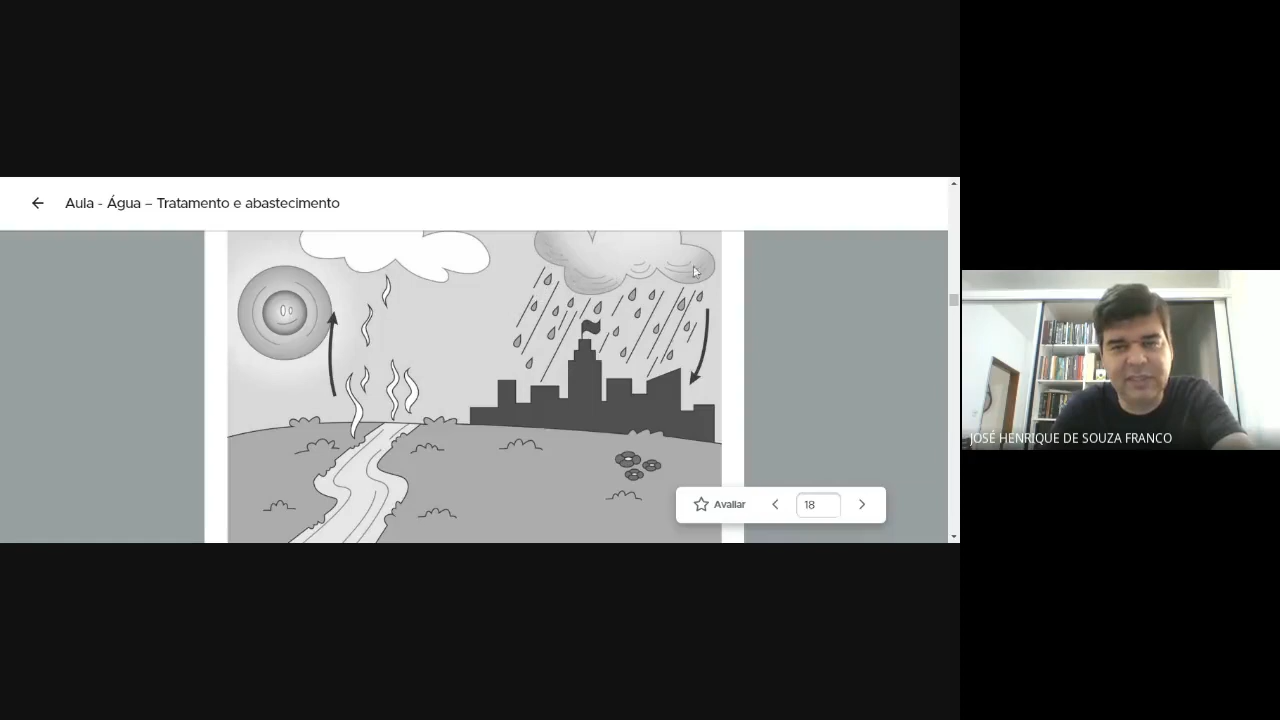 Aula - Água – Tratamento e abastecimento
Avaliar
18
JOSÉ HENRIQUE DE SOUZA FRANCO